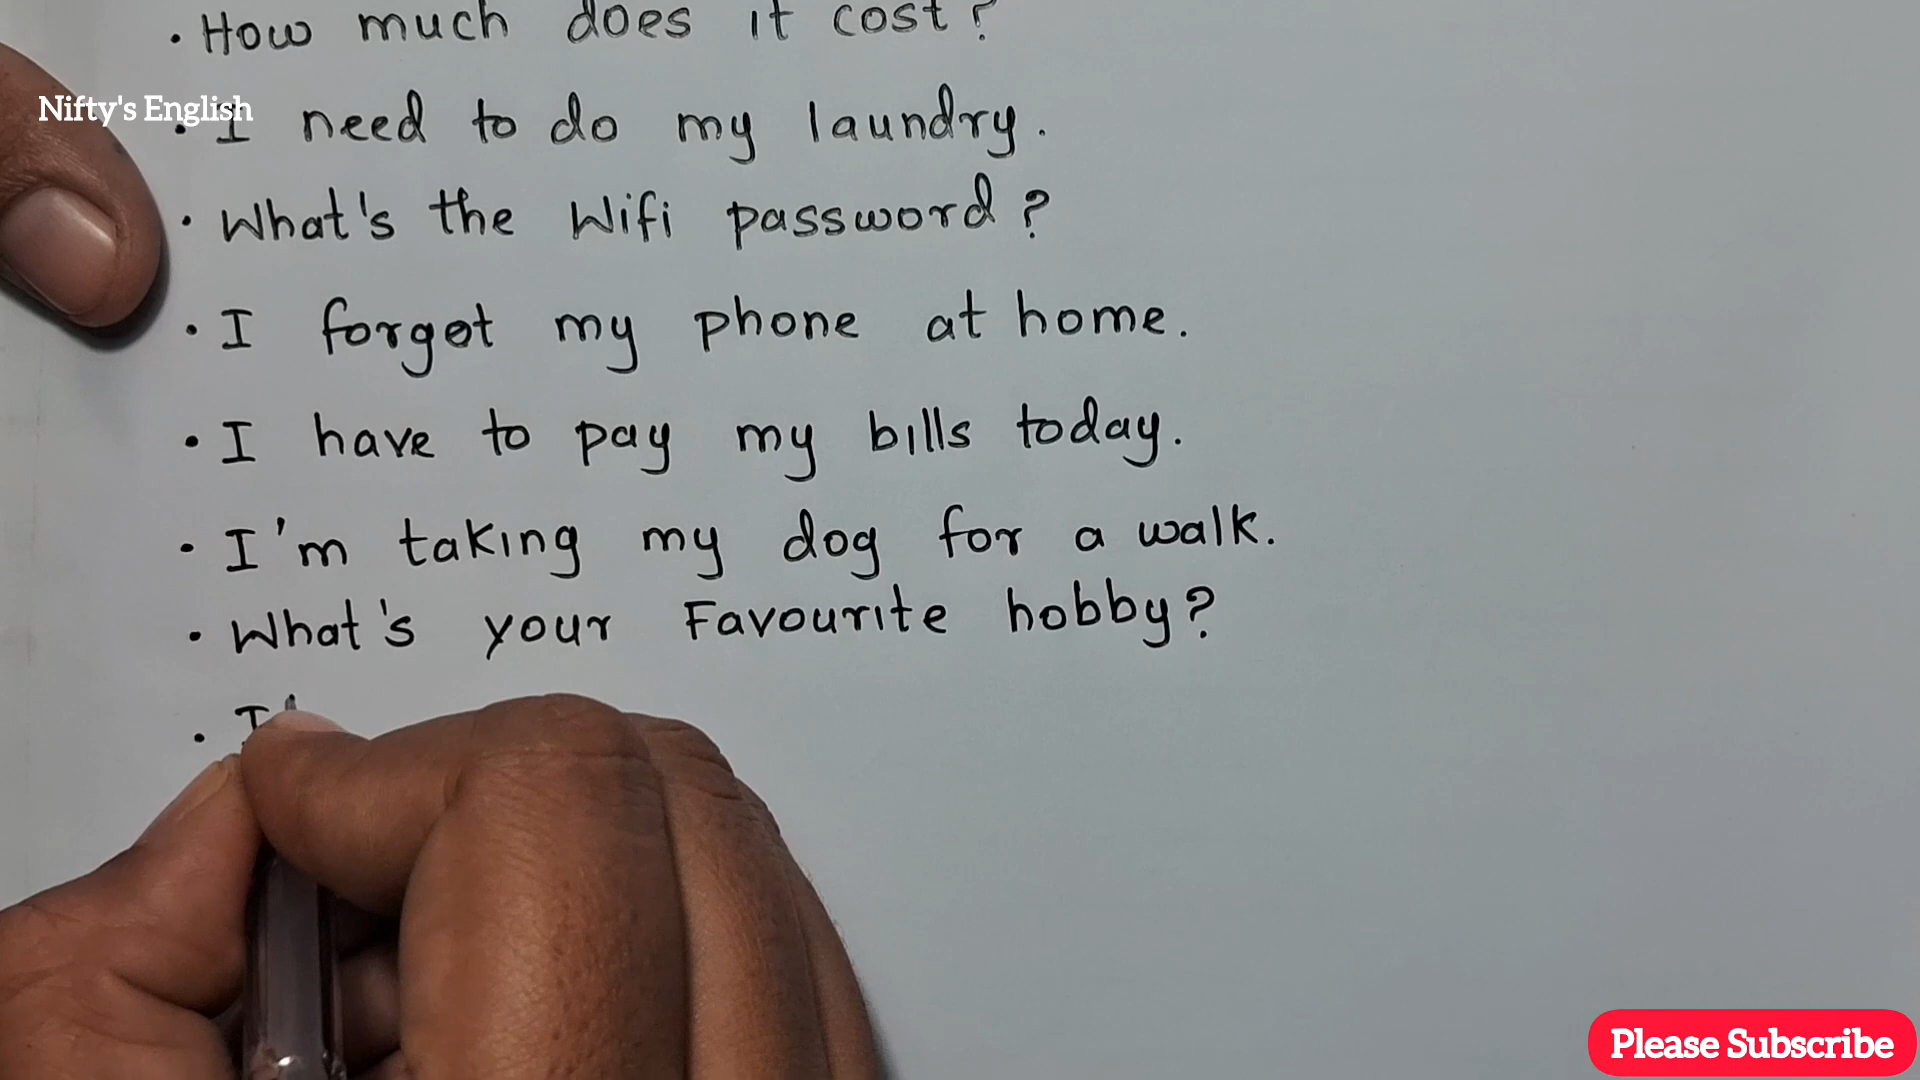 • How much does it cost?
Nifty's English
• I need to do my laundry.
• What's the Wifi password?
• I forgot my phone at home.
• I have to pay my bills today.
• I'm taking my dog for a walk.
• What's your Favourite hobby?
• I'
Please Subscribe